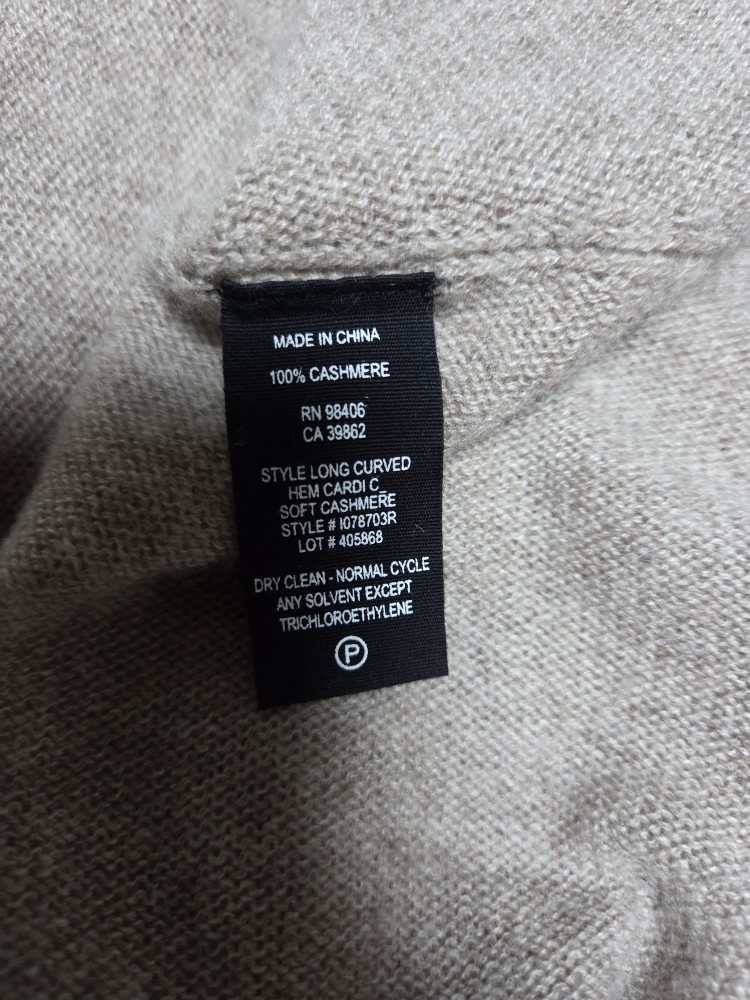 MADE IN CHINA
100% CASHMERE
RN 98406
CA 39862
STYLE LONG CURVED
HEM CARDI C_
SOFT CASHMERE
STYLE # I078703R
LOT # 405868
DRY CLEAN - NORMAL CYCLE
ANY SOLVENT EXCEPT
TRICHLOROETHYLENE
P